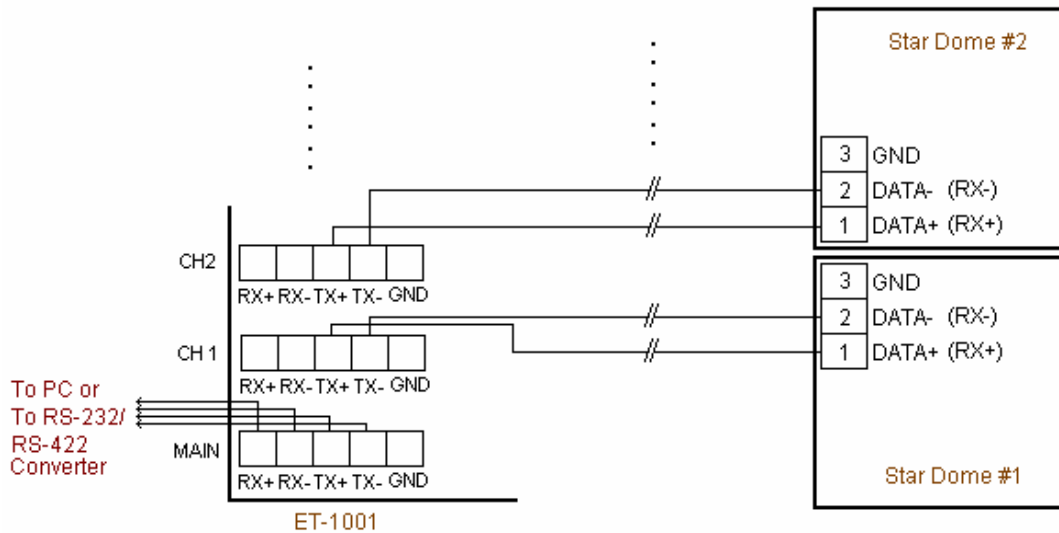 Star Dome #2
3 GND
2 DATA- (RX-)
1 DATA+ (RX+)
CH2
RX+ RX- TX+ TX- GND
3 GND
2 DATA- (RX-)
1 DATA+ (RX+)
CH 1
RX+ RX- TX+ TX- GND
To PC or
To RS-232/
RS-422
Converter
MAIN
RX+ RX- TX+ TX- GND
Star Dome #1
ET-1001